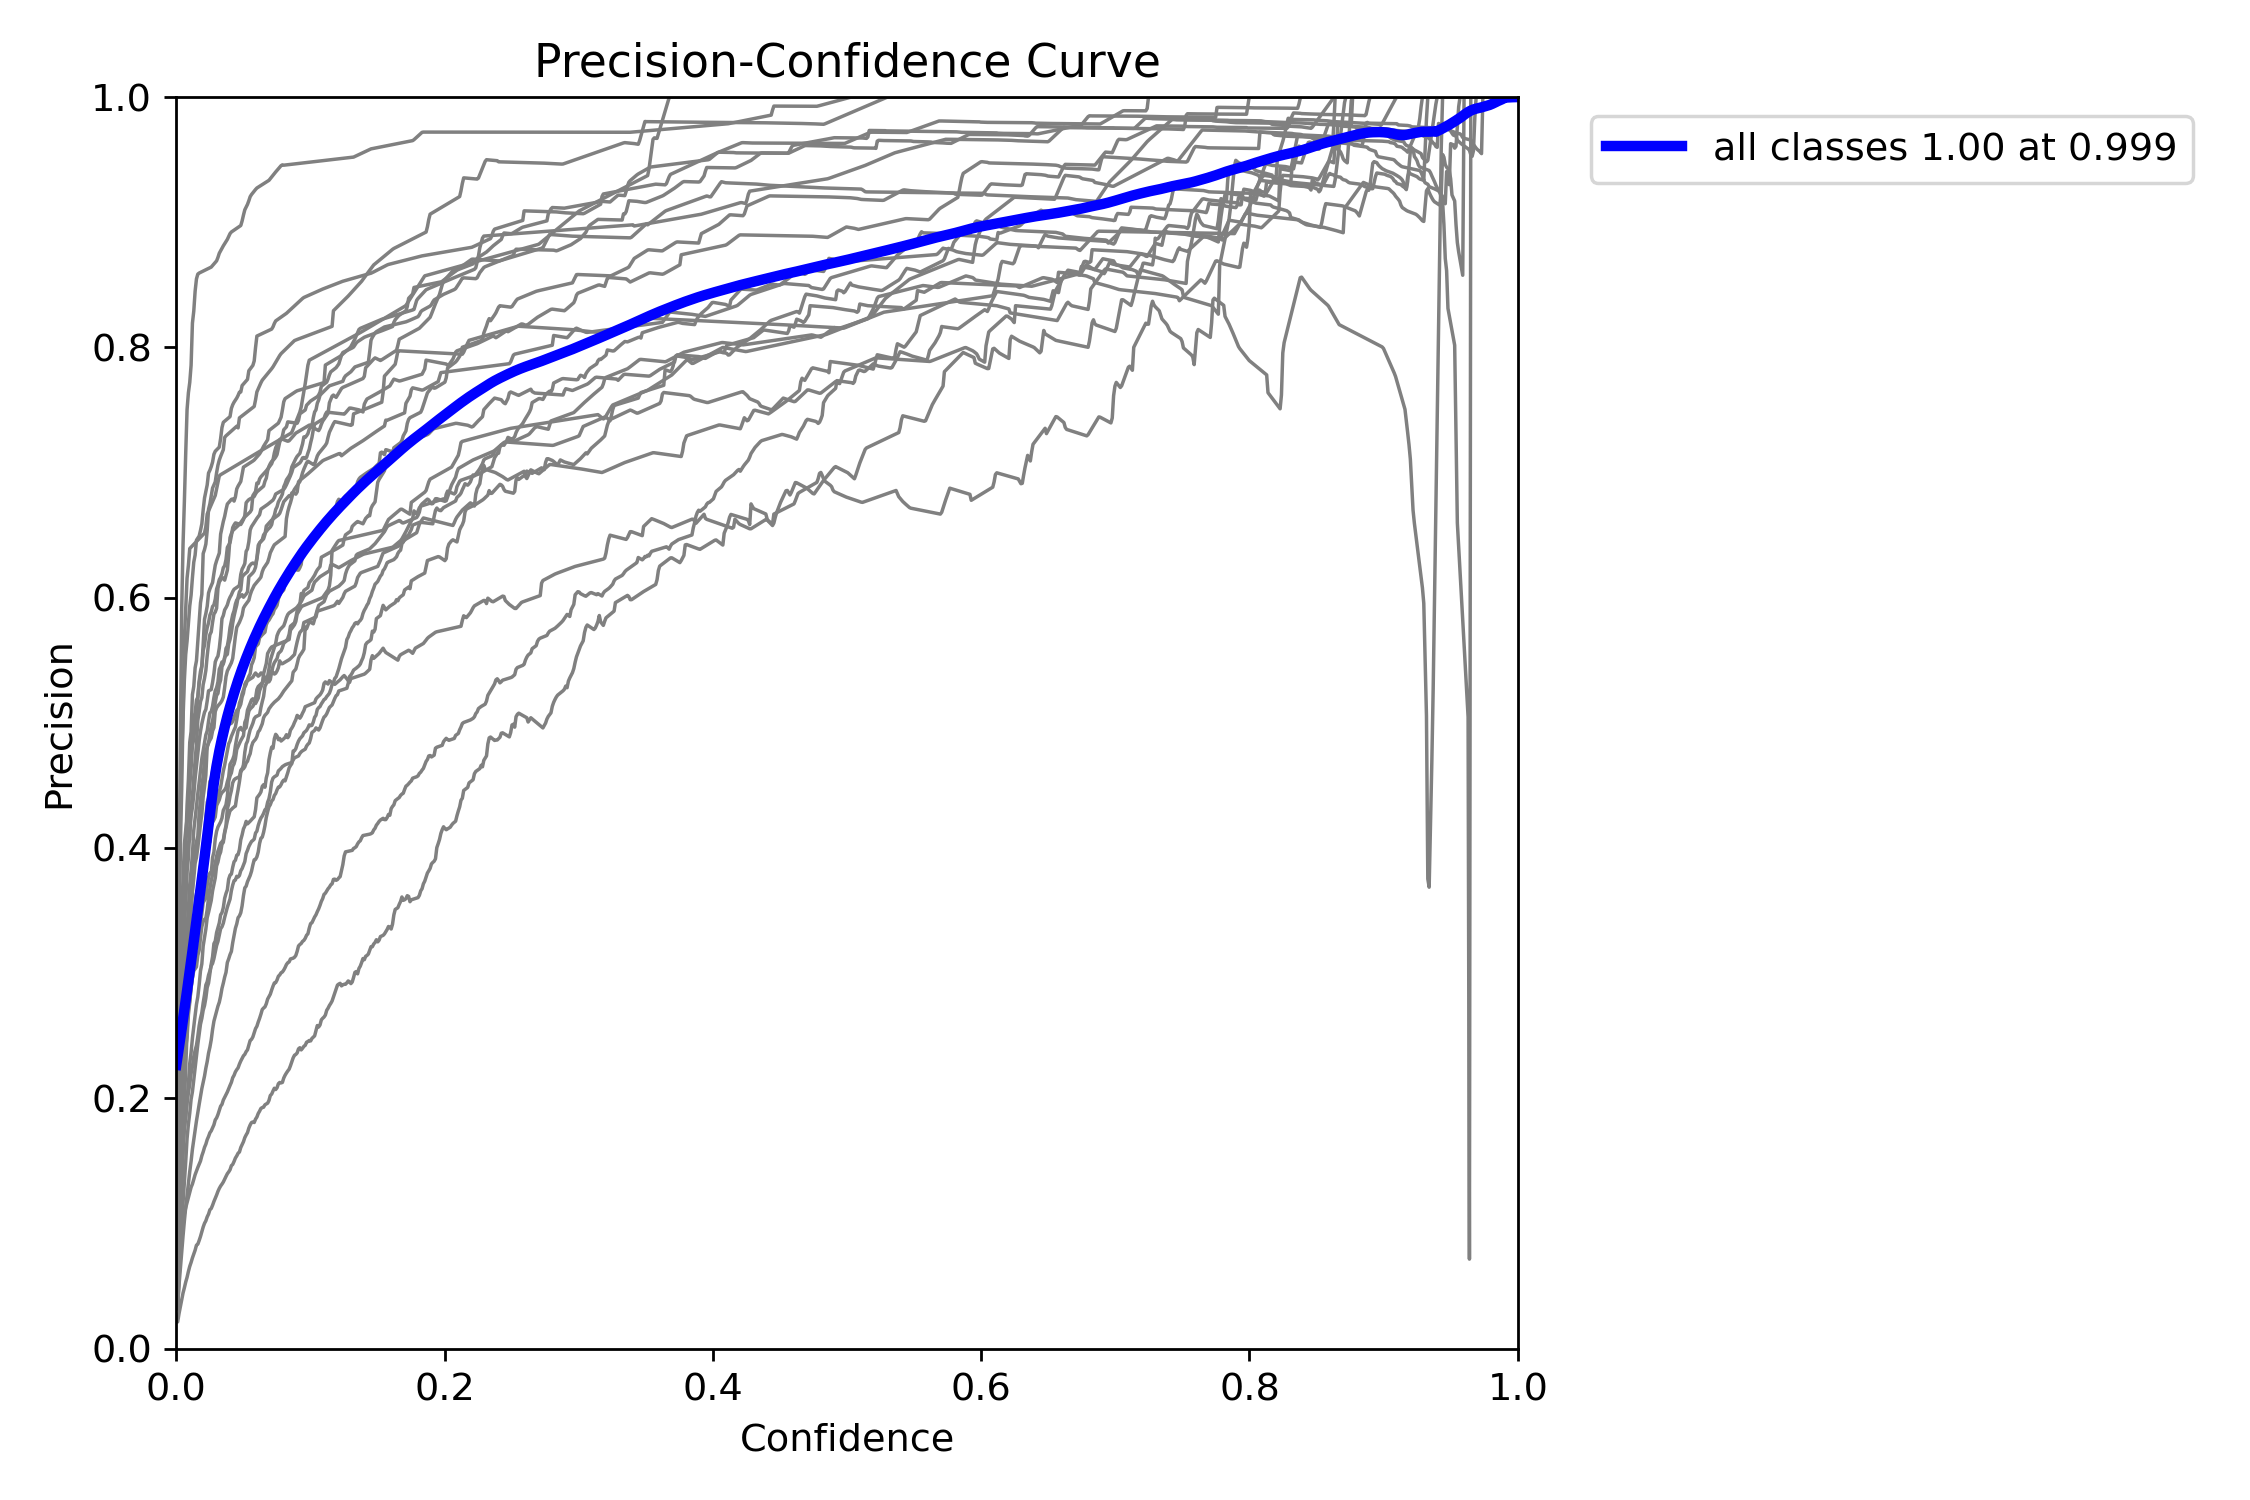 Precision-Confidence Curve
all classes 1.00 at 0.999
1.0
0.8
0.6
0.4
0.2
0.0
Precision
0.0 0.2 0.4 0.6 0.8 1.0
Confidence